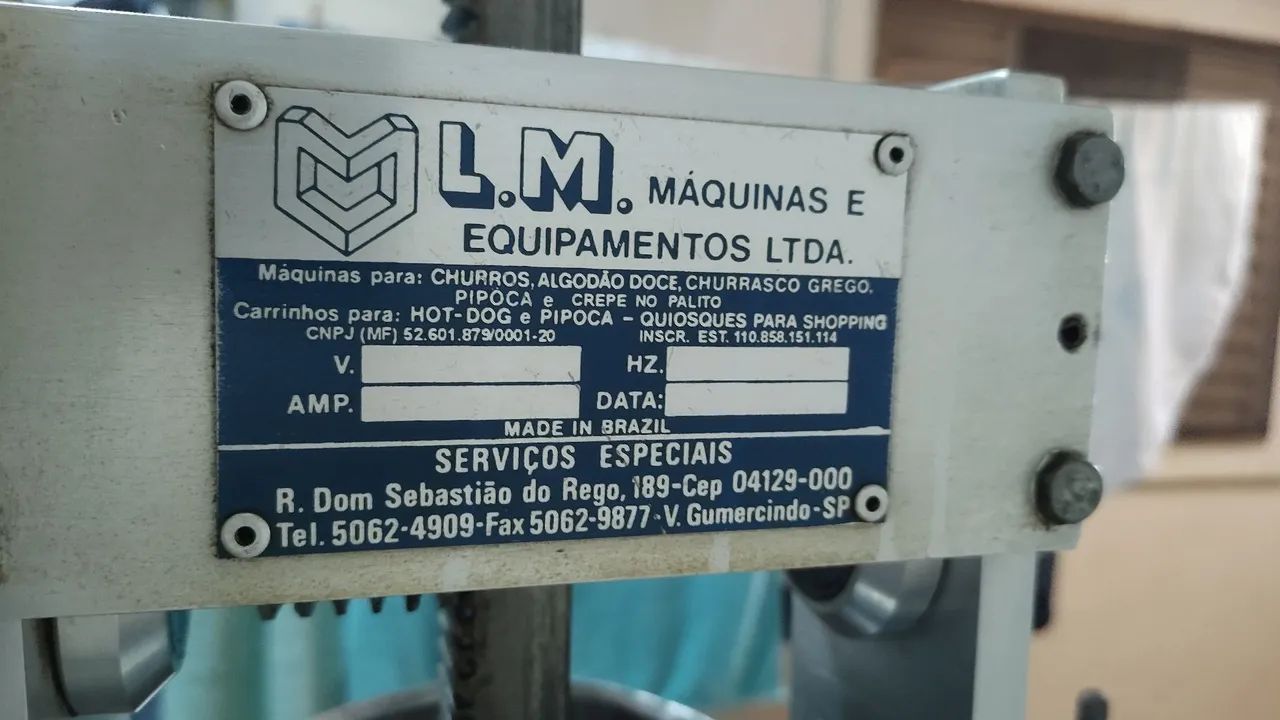 L.M. MÁQUINAS E
EQUIPAMENTOS LTDA.
Máquinas para: CHURROS, ALGODÃO DOCE, CHURRASCO GREGO,
PIPOCA e CREPE NO PALITO
Carrinhos para: HOT-DOG e PIPOCA - QUIOSQUES PARA SHOPPING
CNPJ (MF) 52.601.879/0001-20 INSCR. EST. 110.858.151.114
V. HZ.
AMP. DATA:
MADE IN BRAZIL
SERVIÇOS ESPECIAIS
R. Dom Sebastião do Rego, 189-Cep 04129-000
Tel. 5062-4909-Fax 5062-9877-V. Gumercindo-SP